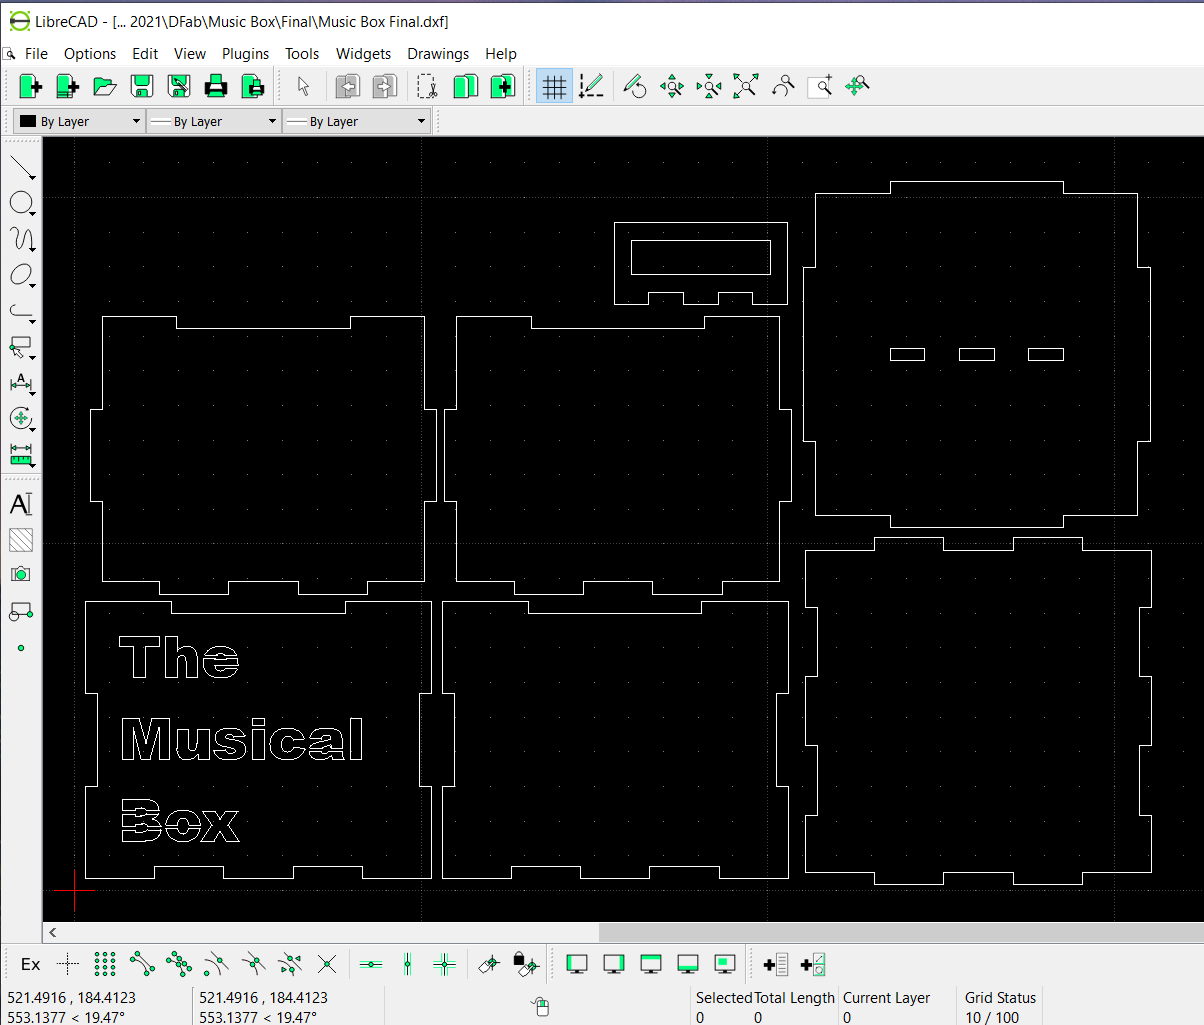 LibreCAD - [... 2021\DFab\Music Box\Final\Music Box Final.dxf]
File Options Edit View Plugins Tools Widgets Drawings Help
By Layer By Layer By Layer
A
A
The
Musical
Box
<
Ex
521.4916 , 184.4123 521.4916 , 184.4123 Selected Total Length Current Layer Grid Status
553.1377 < 19.47° 553.1377 < 19.47° 0 0 0 10 / 100